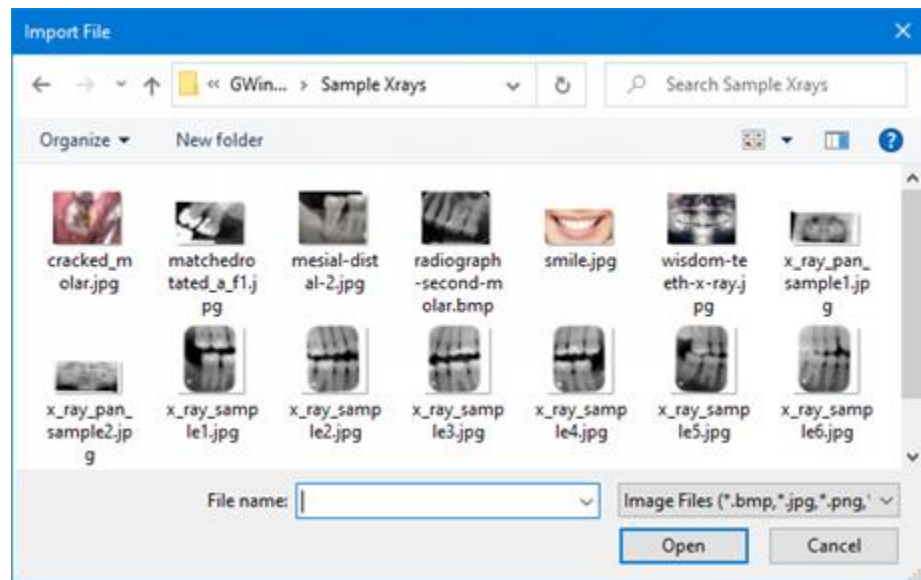 Import File
« GWin... > Sample Xrays
Search Sample Xrays
Organize
New folder
cracked_m
olar.jpg
matchedro
tated_a_f1.j
pg
mesial-dist
al-2.jpg
radiograph
-second-m
olar.bmp
smile.jpg
wisdom-te
eth-x-ray.j
pg
x_ray_pan_
sample1.jp
g
x_ray_pan_
sample2.jp
g
x_ray_samp
le1.jpg
x_ray_samp
le2.jpg
x_ray_samp
le3.jpg
x_ray_samp
le4.jpg
x_ray_samp
le5.jpg
x_ray_samp
le6.jpg
File name:
Image Files (*.bmp,*.jpg,*.png,*
Open
Cancel